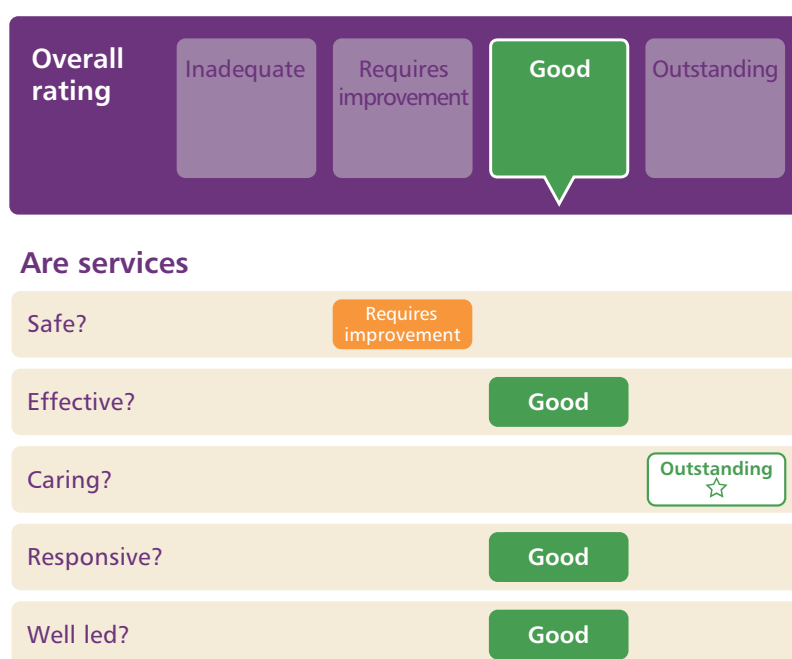 Overall
rating
Inadequate
Requires
improvement
Good
Outstanding
Are services
Safe?
Requires
improvement
Effective?
Good
Caring?
Outstanding
Responsive?
Good
Well led?
Good